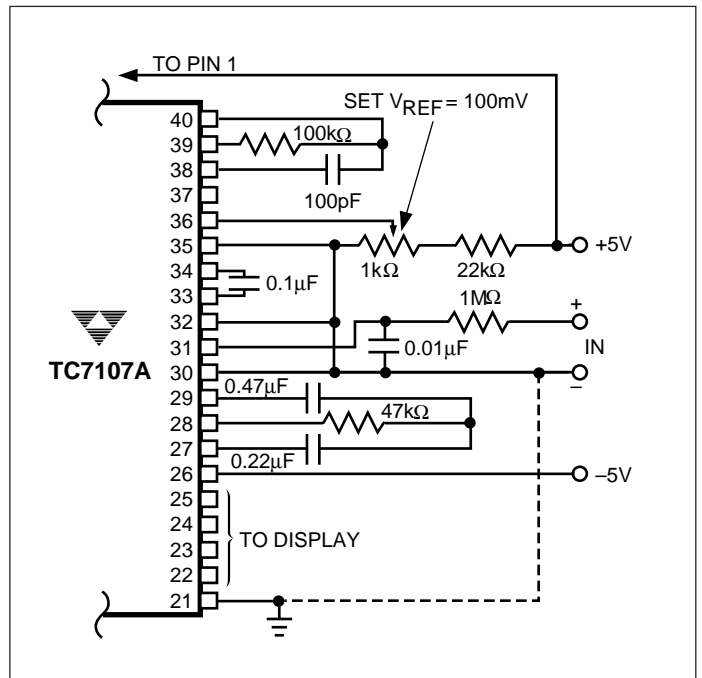 TO PIN 1
SET VREF = 100mV
40
39
38
37
36
35
34
33
32
31
30
29
28
27
26
25
24
23
22
21
100kΩ
100pF
1kΩ
22kΩ
+5V
0.1μF
1MΩ
+
IN
–
0.01μF
TC7107A
0.47μF
47kΩ
0.22μF
–5V
TO DISPLAY